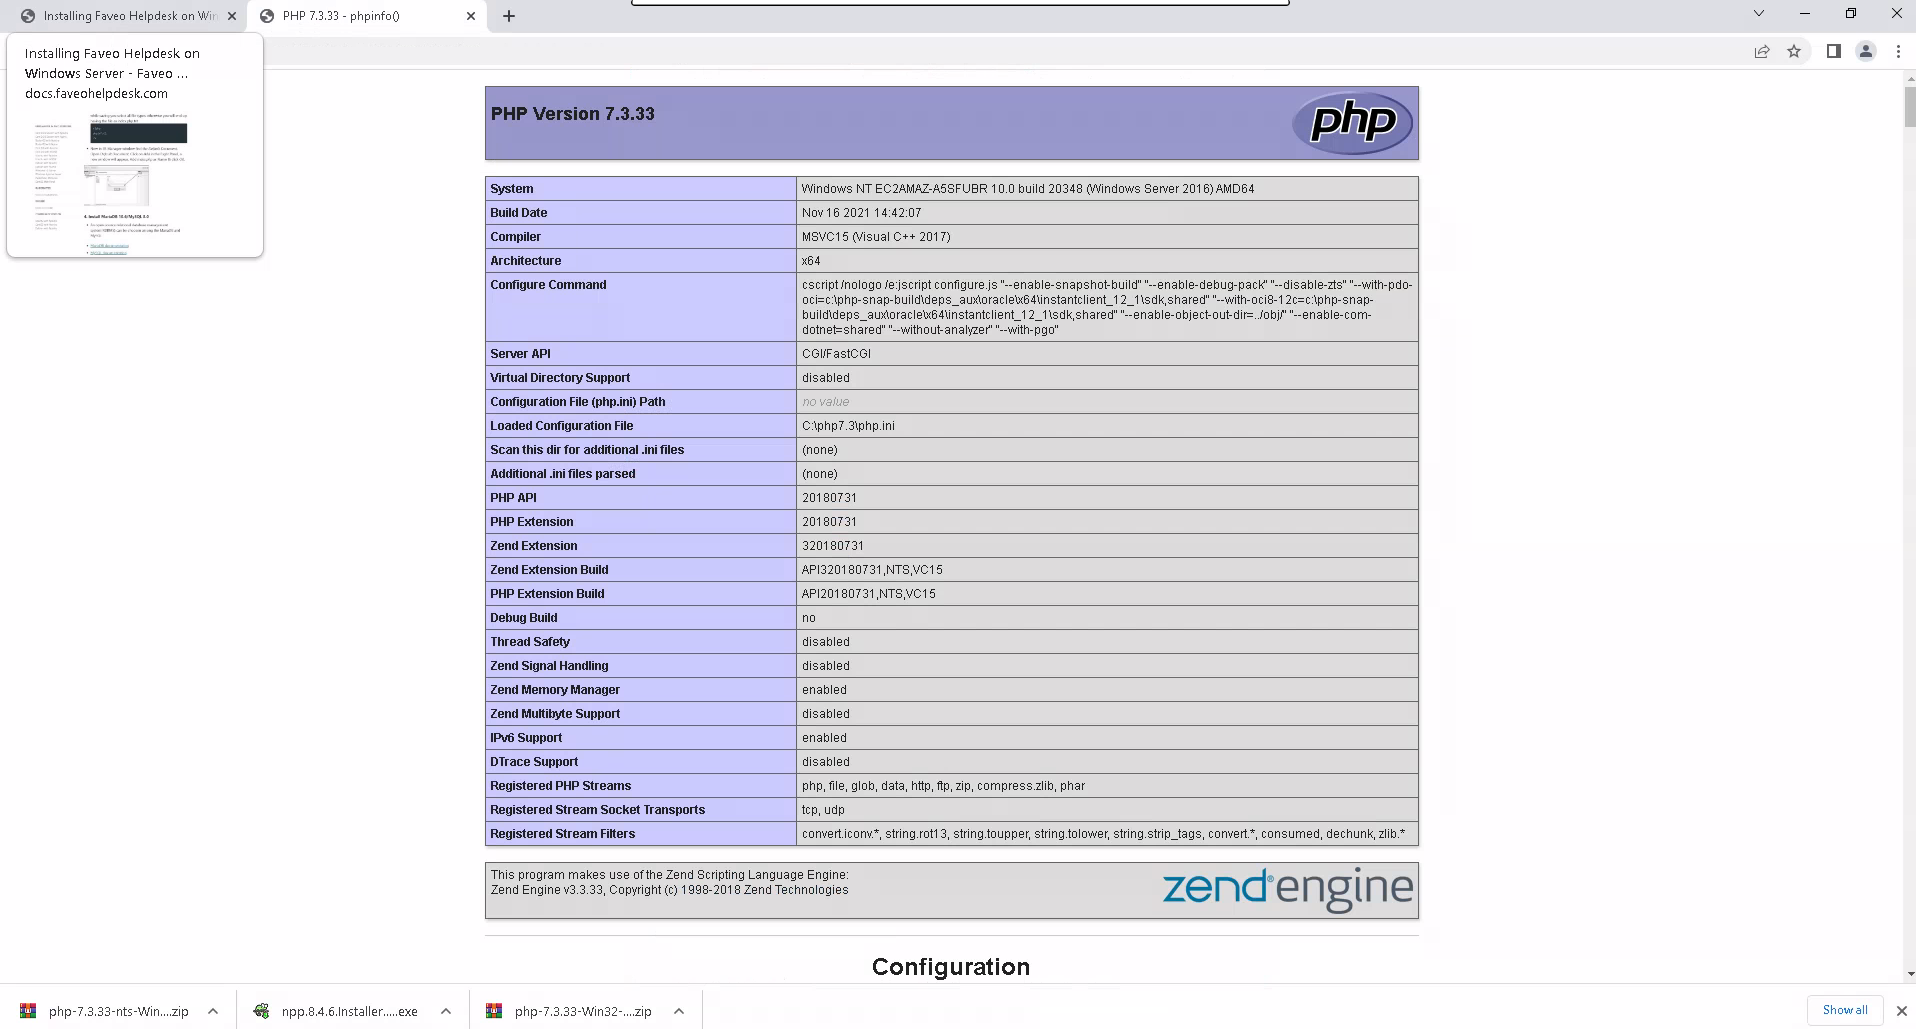 Installing Faveo Helpdesk on Win
PHP 7.3.33 - phpinfo()
Installing Faveo Helpdesk on
Windows Server - Faveo ...
docs.faveohelpdesk.com
PHP Version 7.3.33
php
System Windows NT EC2AMAZ-A5SFUBR 10.0 build 20348 (Windows Server 2016) AMD64
Build Date Nov 16 2021 14:42:07
Compiler MSVC15 (Visual C++ 2017)
Architecture x64
Configure Command cscript /nologo /e:jscript configure.js "--enable-snapshot-build" "--enable-debug-pack" "--disable-zts" "--with-pdo-
oci=c:\php-snap-build\deps_aux\oracle\x64\instantclient_12_1\sdk,shared" "--with-oci8-12c=c:\php-snap-
build\deps_aux\oracle\x64\instantclient_12_1\sdk,shared" "--enable-object-out-dir=../obj/" "--enable-com-
dotnet=shared" "--without-analyzer" "--with-pgo"
Server API CGI/FastCGI
Virtual Directory Support disabled
Configuration File (php.ini) Path no value
Loaded Configuration File C:\php7.3\php.ini
Scan this dir for additional .ini files (none)
Additional .ini files parsed (none)
PHP API 20180731
PHP Extension 20180731
Zend Extension 320180731
Zend Extension Build API320180731,NTS,VC15
PHP Extension Build API20180731,NTS,VC15
Debug Build no
Thread Safety disabled
Zend Signal Handling disabled
Zend Memory Manager enabled
Zend Multibyte Support disabled
IPv6 Support enabled
DTrace Support disabled
Registered PHP Streams php, file, glob, data, http, ftp, zip, compress.zlib, phar
Registered Stream Socket Transports tcp, udp
Registered Stream Filters convert.iconv.*, string.rot13, string.toupper, string.tolower, string.strip_tags, convert.*, consumed, dechunk, zlib.*
This program makes use of the Zend Scripting Language Engine:
Zend Engine v3.3.33, Copyright (c) 1998-2018 Zend Technologies
zend® engine
Configuration
php-7.3.33-nts-Win....zip
npp.8.4.6.Installer.....exe
php-7.3.33-Win32-....zip
Show all